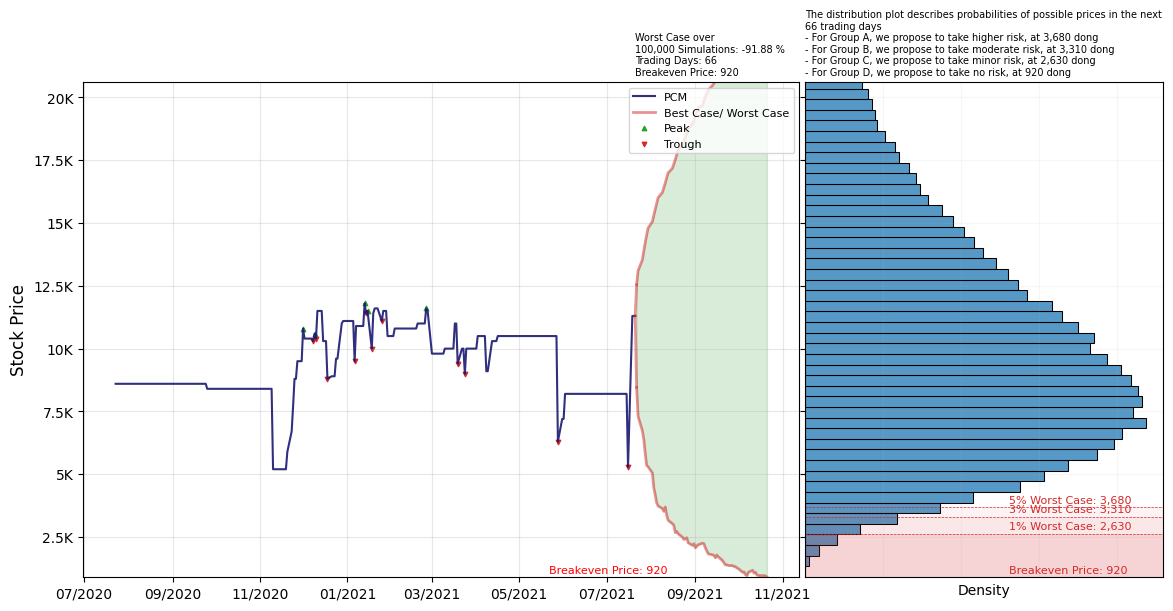 The distribution plot describes probabilities of possible prices in the next
66 trading days
- For Group A, we propose to take higher risk, at 3,680 dong
- For Group B, we propose to take moderate risk, at 3,310 dong
- For Group C, we propose to take minor risk, at 2,630 dong
- For Group D, we propose to take no risk, at 920 dong
Worst Case over
100,000 Simulations: -91.88 %
Trading Days: 66
Breakeven Price: 920
PCM
Best Case/ Worst Case
Peak
Trough
Stock Price
20K
17.5K
15K
12.5K
10K
7.5K
5K
2.5K
Breakeven Price: 920
07/2020
09/2020
11/2020
01/2021
03/2021
05/2021
07/2021
09/2021
11/2021
5% Worst Case: 3,680
3% Worst Case: 3,310
1% Worst Case: 2,630
Breakeven Price: 920
Density